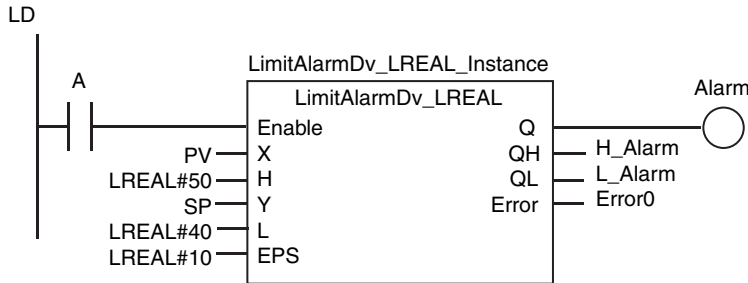 LD
A
LimitAlarmDv_LREAL_Instance
LimitAlarmDv_LREAL
Alarm
Enable Q
PV X QH H_Alarm
LREAL#50 H QL L_Alarm
SP Y Error Error0
LREAL#40 L
LREAL#10 EPS